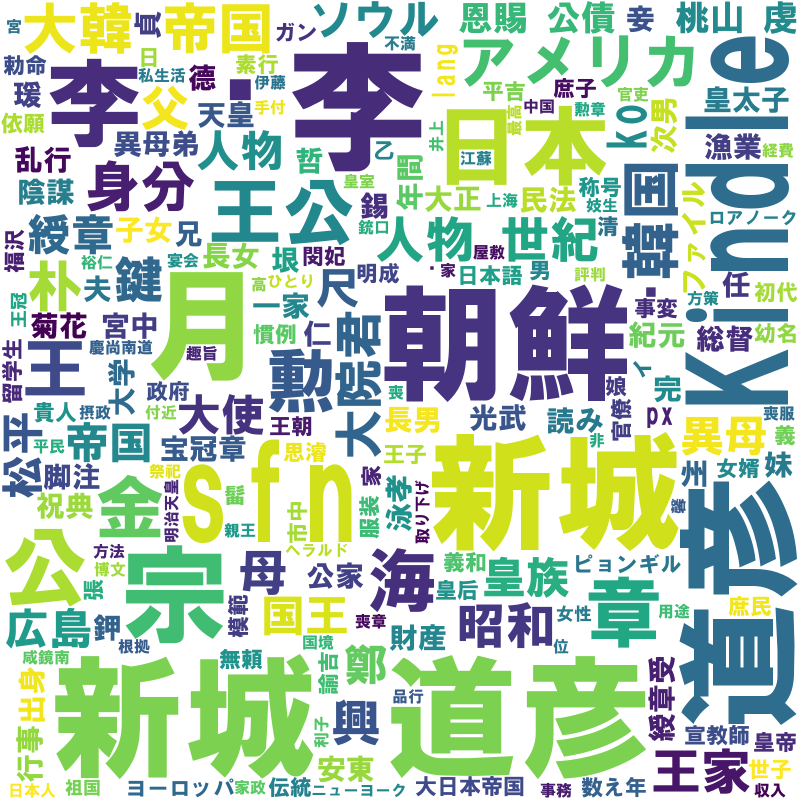 宮
大韓
貞
帝国
ガン
ソウル
恩賜
公債
妾
桃山
虔
勅命
李
・
李
日
私生活
素行
伊藤
不満
lang
アメリカ
Kindle
瑗
父
徳
手付
平吉
庶子
官吏
ko
次男
皇太子
依願
天皇
異母弟
人物
哲
乙
井上
日本
中国
最高
勲章
漁業
経費
乱行
陰謀
身分
王公
皇室
間
年
江蘇
大正
上海
民法
称号
妓生
韓国
・
ファイル
ロアノーク
錫
銃口
清
福沢
綬章
子女
兄
長女
垠
閔妃
人物
世紀
屋敷
・家
日本語
男
評判
裕仁
宴会
高
ひとり
尺
明成
任
方策
初代
王冠
朴
夫
鍵
月
一家
朝鮮
事変
菊花
宮中
慣例
仁
大院君
紀元
総督
幼名
留学生
慶尚南道
趣旨
王
大学
政府
勲
喪
娘
イ
完
喪服
貴人
摂政
付近
大使
王朝
長男
光武
読み
官僚
px
異母
義
松平
平民
帝国
宝冠章
思濬
王子
非
新城
州
女婿
妹
脚注
祭祀
sfn
家
祝典
金
明治天皇
髷
市中
服装
泳孝
取り下げ
馨
道彦
親王
公
方法
博文
宗
ヘラルド
母
公家
海
義和
皇族
ピョンギル
張
皇后
章
女性
用途
庶民
広島
鉀
模範
国王
喪章
昭和
位
根拠
財産
咸鏡南
無頼
国境
諭吉
鄭
綬章受
出身
新城
道彦
品行
行事
利子
興
宣教師
皇帝
安東
王家
世子
日本人
祖国
ヨーロッパ
家政
伝統
ニューヨーク
大日本帝国
事務
数え年
収入